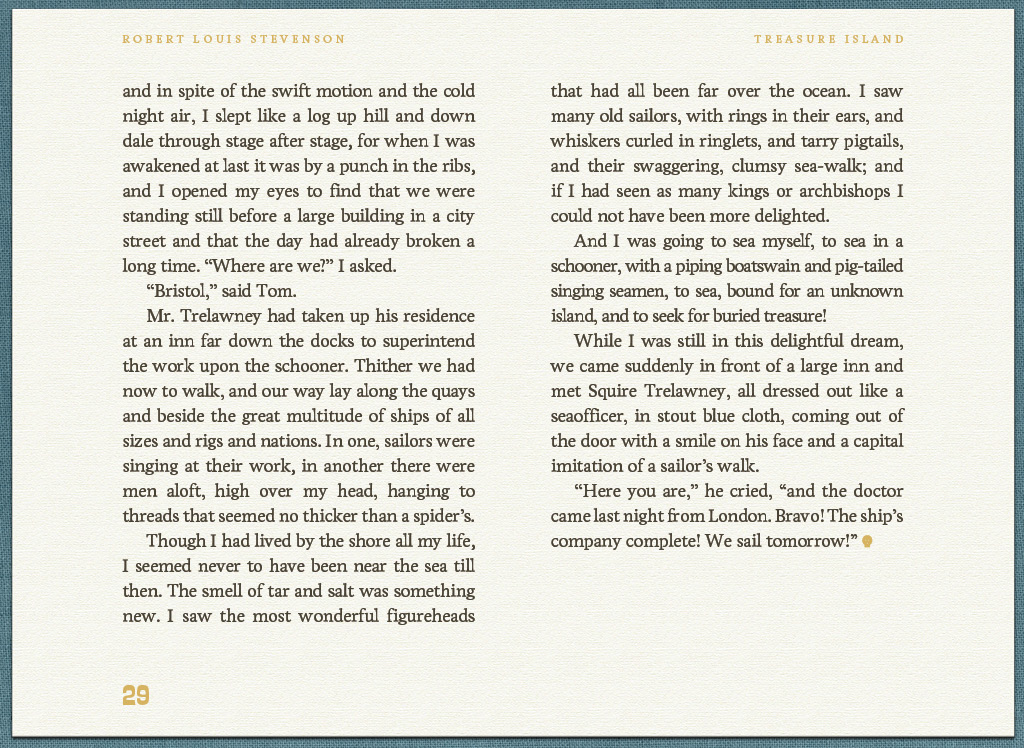 ROBERT LOUIS STEVENSON
TREASURE ISLAND
and in spite of the swift motion and the cold
night air, I slept like a log up hill and down
dale through stage after stage, for when I was
awakened at last it was by a punch in the ribs,
and I opened my eyes to find that we were
standing still before a large building in a city
street and that the day had already broken a
long time. “Where are we?” I asked.
“Bristol,” said Tom.
Mr. Trelawney had taken up his residence
at an inn far down the docks to superintend
the work upon the schooner. Thither we had
now to walk, and our way lay along the quays
and beside the great multitude of ships of all
sizes and rigs and nations. In one, sailors were
singing at their work, in another there were
men aloft, high over my head, hanging to
threads that seemed no thicker than a spider’s.
Though I had lived by the shore all my life,
I seemed never to have been near the sea till
then. The smell of tar and salt was something
new. I saw the most wonderful figureheads
that had all been far over the ocean. I saw
many old sailors, with rings in their ears, and
whiskers curled in ringlets, and tarry pigtails,
and their swaggering, clumsy sea-walk; and
if I had seen as many kings or archbishops I
could not have been more delighted.
And I was going to sea myself, to sea in a
schooner, with a piping boatswain and pig-tailed
singing seamen, to sea, bound for an unknown
island, and to seek for buried treasure!
While I was still in this delightful dream,
we came suddenly in front of a large inn and
met Squire Trelawney, all dressed out like a
seaofficer, in stout blue cloth, coming out of
the door with a smile on his face and a capital
imitation of a sailor’s walk.
“Here you are,” he cried, “and the doctor
came last night from London. Bravo! The ship’s
company complete! We sail tomorrow!”
29